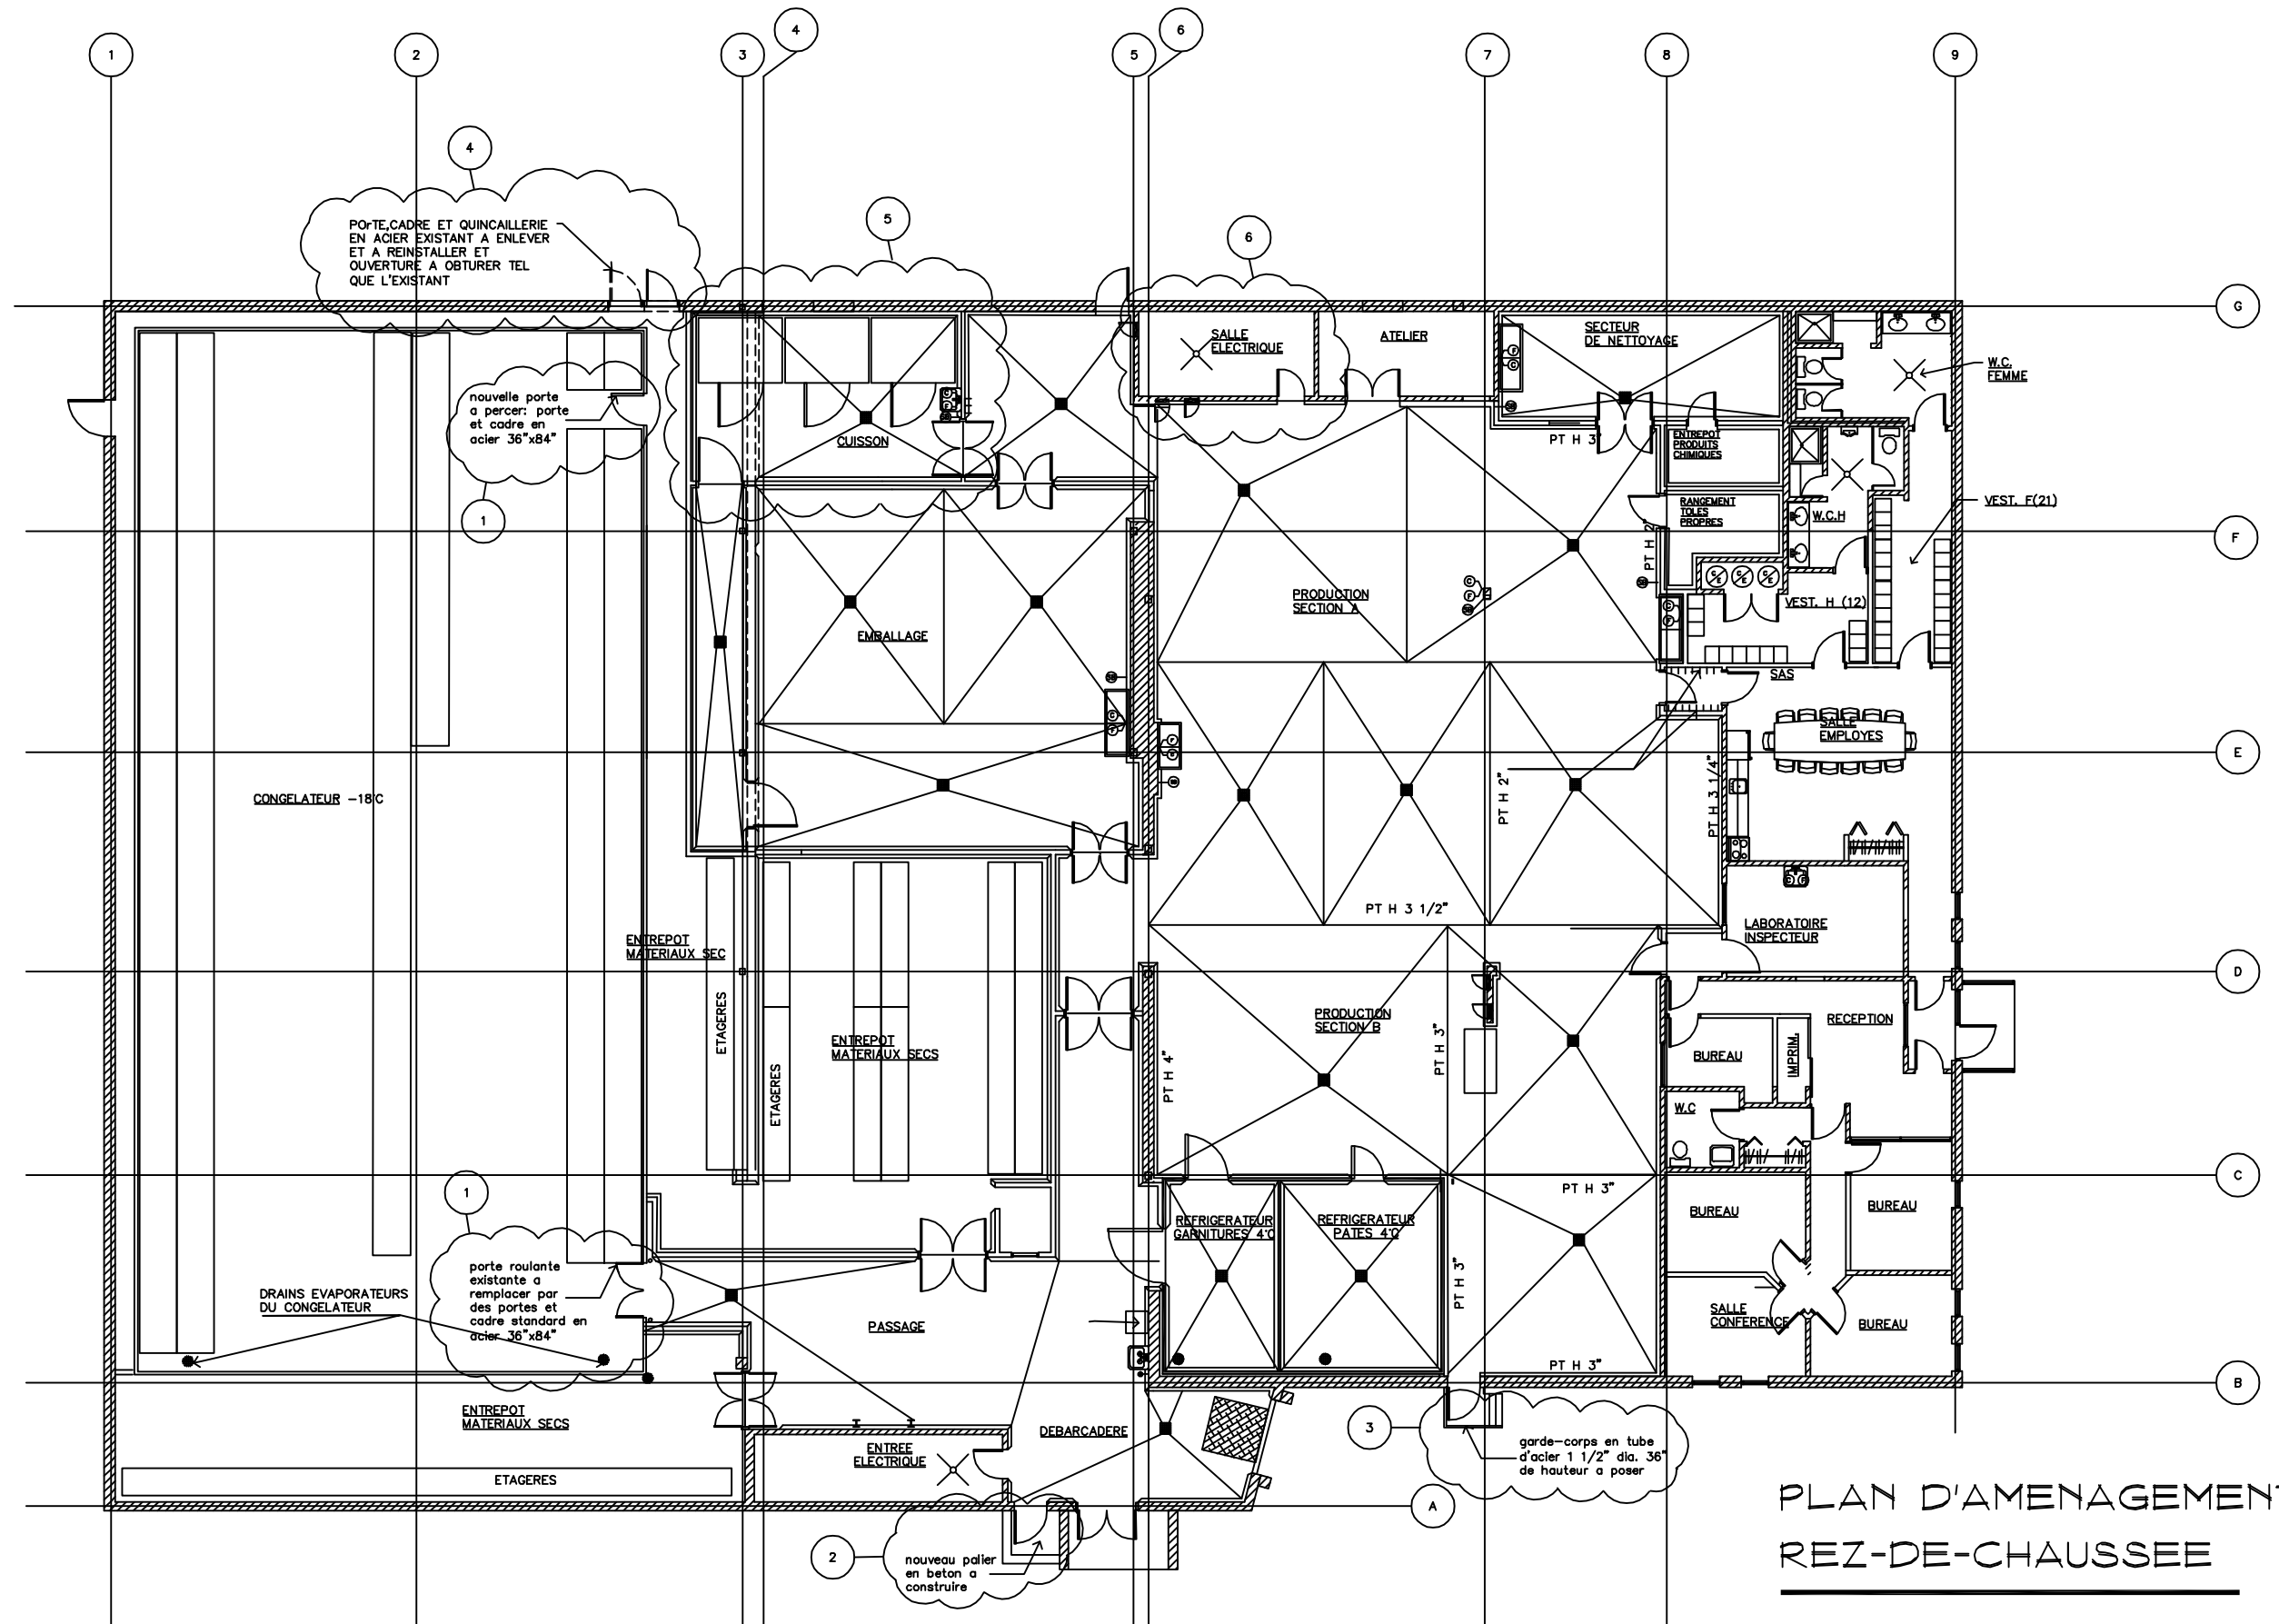 1
2
3
4
5
6
7
8
9
4
5
6
PORTE,CADRE ET QUINCAILLERIE
EN ACIER EXISTANT A ENLEVER
ET A REINSTALLER ET
OUVERTURE A OBTURER TEL
QUE L'EXISTANT
G
SALLE
ELECTRIQUE
ATELIER
SECTEUR
DE NETTOYAGE
W.C.
FEMME
nouvelle porte
a percer: porte
et cadre en
acier 36"x84"
1
CUISSON
PT H 3"
ENTREPOT
PRODUITS
CHIMIQUES
RANGEMENT
TOLES
PROPRES
W.C.H
VEST. F(21)
F
PT H 2"
PRODUCTION
SECTION A
VEST. H (12)
EMBALLAGE
SAS
SALLE
EMPLOYES
E
CONGELATEUR -18°C
PT H 2"
PT H 3 1/4"
PT H 3 1/2"
LABORATOIRE
INSPECTEUR
ENTREPOT
MATERIAUX SEC
D
ETAGERES
ETAGERES
ENTREPOT
MATERIAUX SECS
PRODUCTION
SECTION B
PT H 4"
PT H 3"
RECEPTION
BUREAU
IMPRIM.
W.C
C
1
PT H 3"
REFRIGERATEUR
GARNITURES 4°C
REFRIGERATEUR
PATES 4°C
BUREAU
BUREAU
porte roulante
existante a
remplacer par
des portes et
cadre standard en
acier 36"x84"
DRAINS EVAPORATEURS
DU CONGELATEUR
PASSAGE
PT H 3"
SALLE
CONFERENCE
BUREAU
PT H 3"
B
ENTREPOT
MATERIAUX SECS
ETAGERES
ENTREE
ELECTRIQUE
DEBARCADERE
3
garde-corps en tube
d'acier 1 1/2" dia. 36"
de hauteur a poser
A
2
nouveau palier
en beton a
construire
PLAN D'AMENAGEMENT
REZ-DE-CHAUSSEE